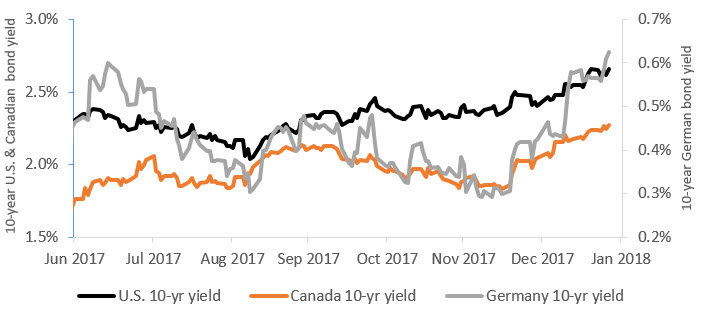 10-year U.S. & Canadian bond yield
3.0%
2.5%
2.0%
1.5%
0.7%
0.6%
0.5%
0.4%
0.3%
0.2%
10-year German bond yield
Jun 2017 Jul 2017 Aug 2017 Sep 2017 Oct 2017 Nov 2017 Dec 2017 Jan 2018
U.S. 10-yr yield Canada 10-yr yield Germany 10-yr yield